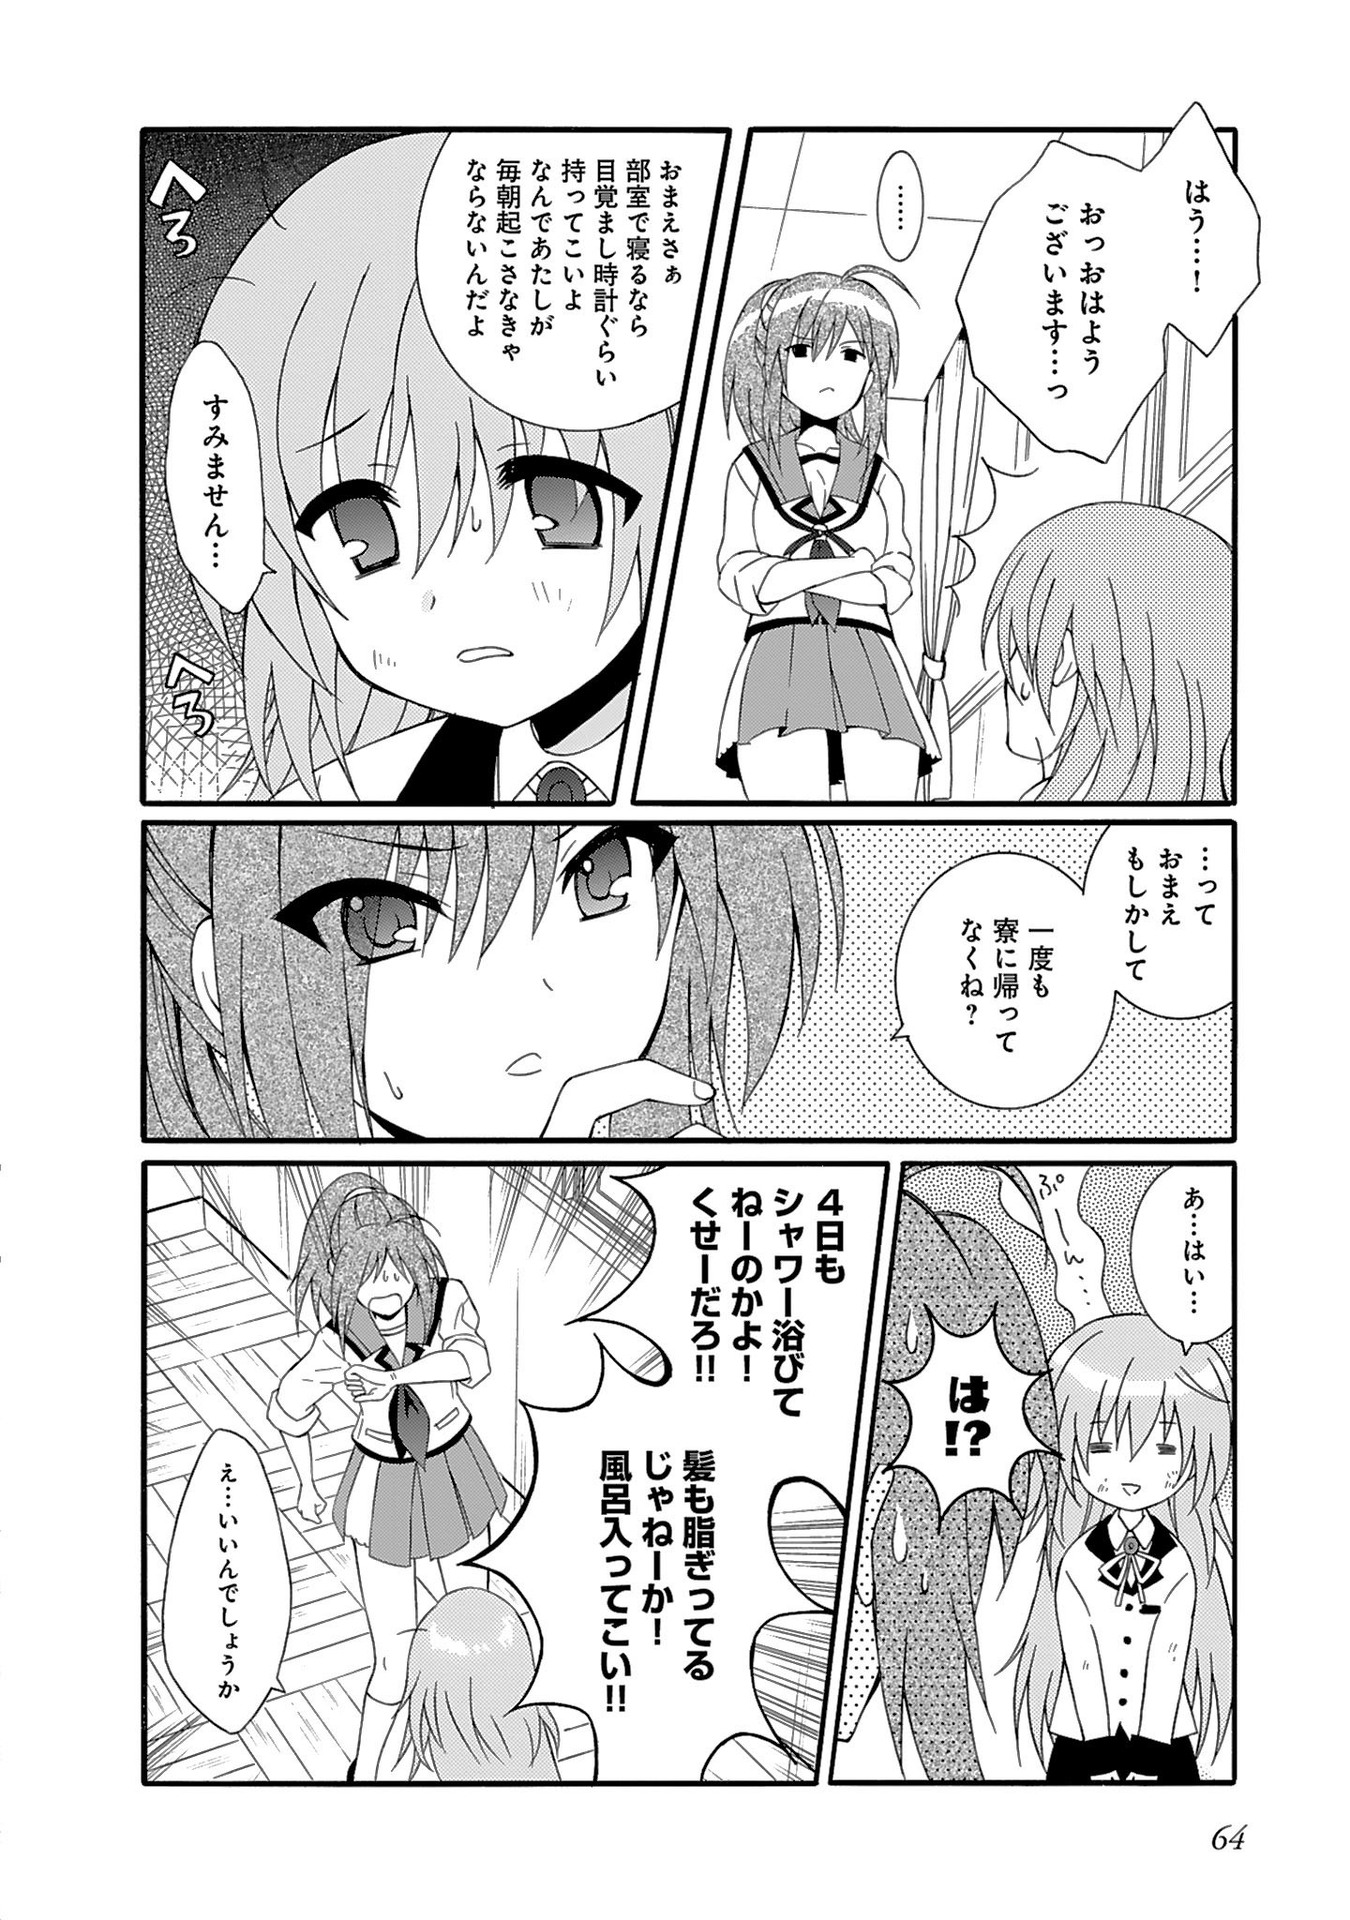 はう……！
おっおはよう
ございます…っ
……
おまえさぁ
部室で寝るなら
目覚まし時計ぐらい
持ってこいよ
なんであたしが
毎朝起こさなきゃ
ならないんだよ
へろ
すみません…
へろ
…って
おまえ
もしかして
一度も
寮に帰って
なくね？
あ…はい…
ぷ〜ん…
は!?
4日も
シャワー浴びて
ねーのかよ！
くせーだろ!!
髪も脂ぎってる
じゃねーか！
風呂入ってこい!!
え…いいんでしょうか
64